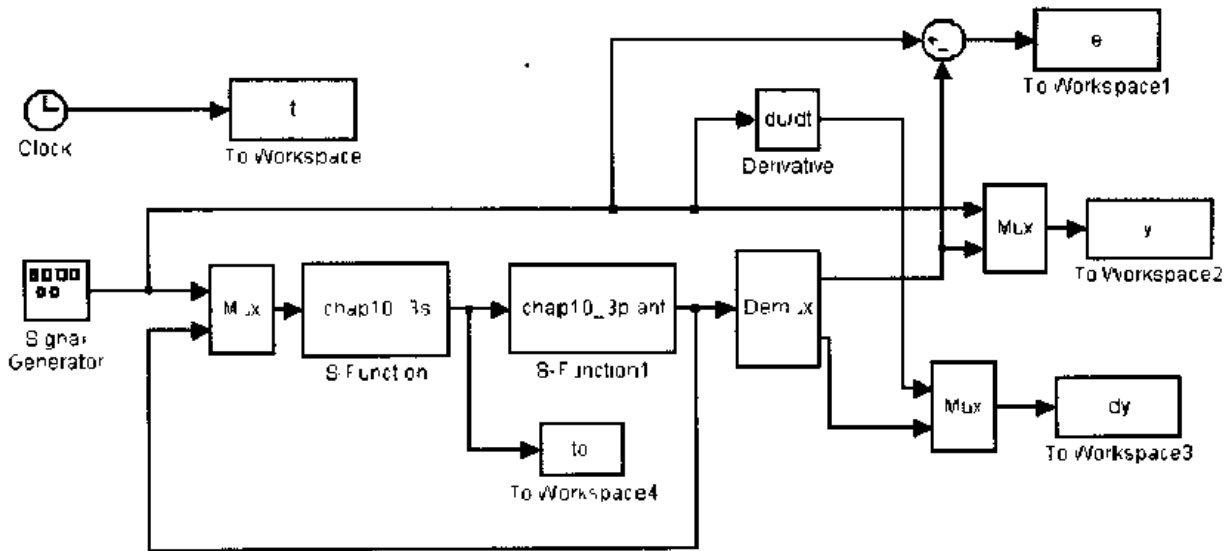 e
To Workspace1
t
Clock
To Workspace
du/dt
Derivative
Mux
y
To Workspace2
Signal
Generator
Mux
chap10_3s
S-Function
chap10_3plant
S-Function1
Demux
Mux
dy
To Workspace3
to
To Workspace4